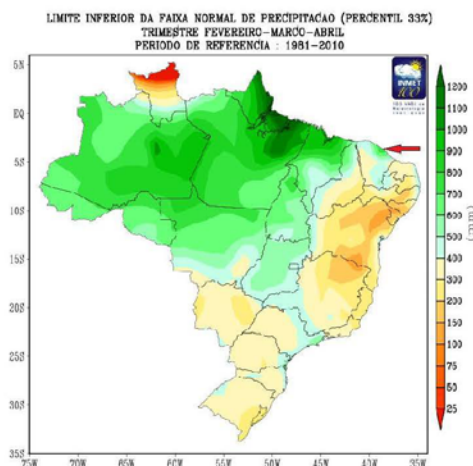 LIMITE INFERIOR DA FAIXA NORMAL DE PRECIPITACAO (PERCENTIL 33%)
TRIMESTRE FEVEREIRO-MARCO-ABRIL
PERIODO DE REFERENCIA : 1981-2010
INMET
100
5N
EQ
5S
10S
15S
20S
25S
30S
35S
75W
70W
65W
60W
55W
50W
45W
40W
35W
1200
1000
900
800
700
600
500
400
350
300
250
200
150
100
75
50
25
(mm)